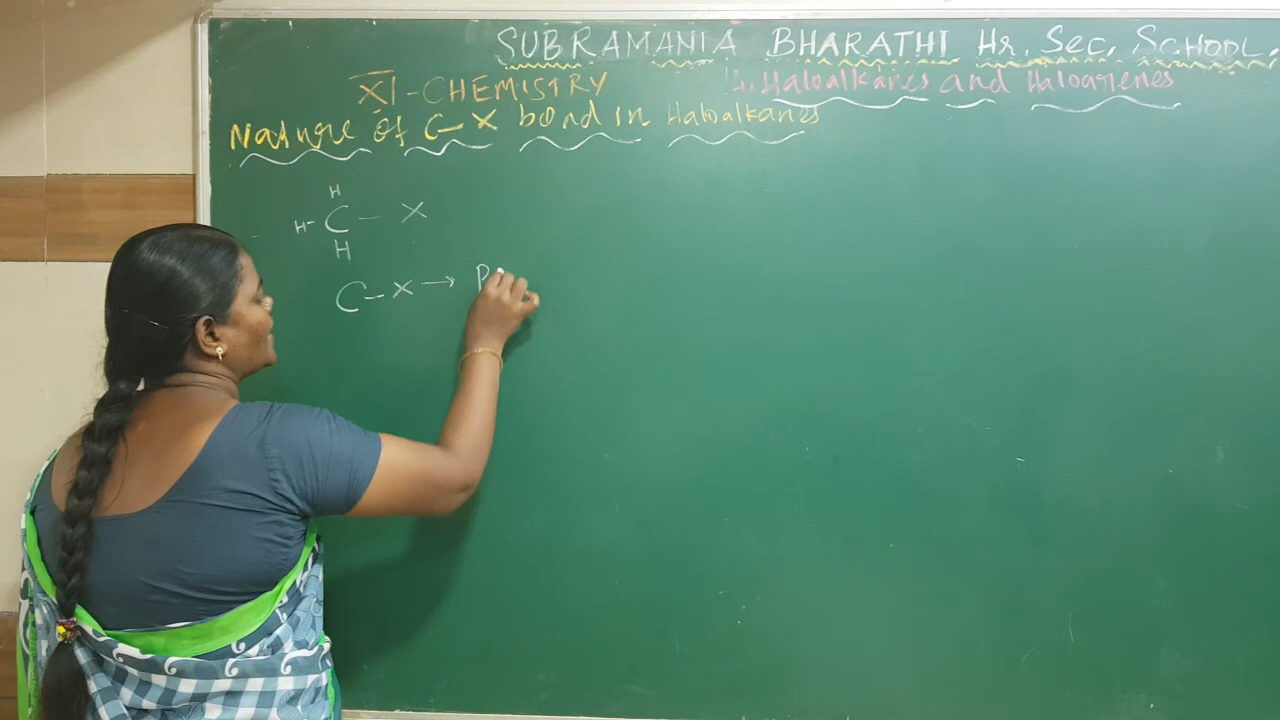 SUBRAMANIA BHARATHI Hr. Sec. SCHOOL.
XI - CHEMISTRY
Haloalkanes and Haloarenes
Nature of C-X bond in Haloalkanes
H
H- C - X
H
C-X →